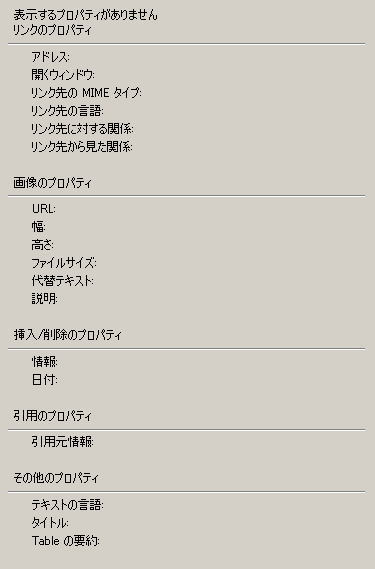 表示するプロパティがありません
リンクのプロパティ
アドレス:
開くウィンドウ:
リンク先の MIME タイプ:
リンク先の言語:
リンク先に対する関係:
リンク先から見た関係:
画像のプロパティ
URL:
幅:
高さ:
ファイルサイズ:
代替テキスト:
説明:
挿入/削除のプロパティ
情報:
日付:
引用のプロパティ
引用元情報:
その他のプロパティ
テキストの言語:
タイトル:
Table の要約: